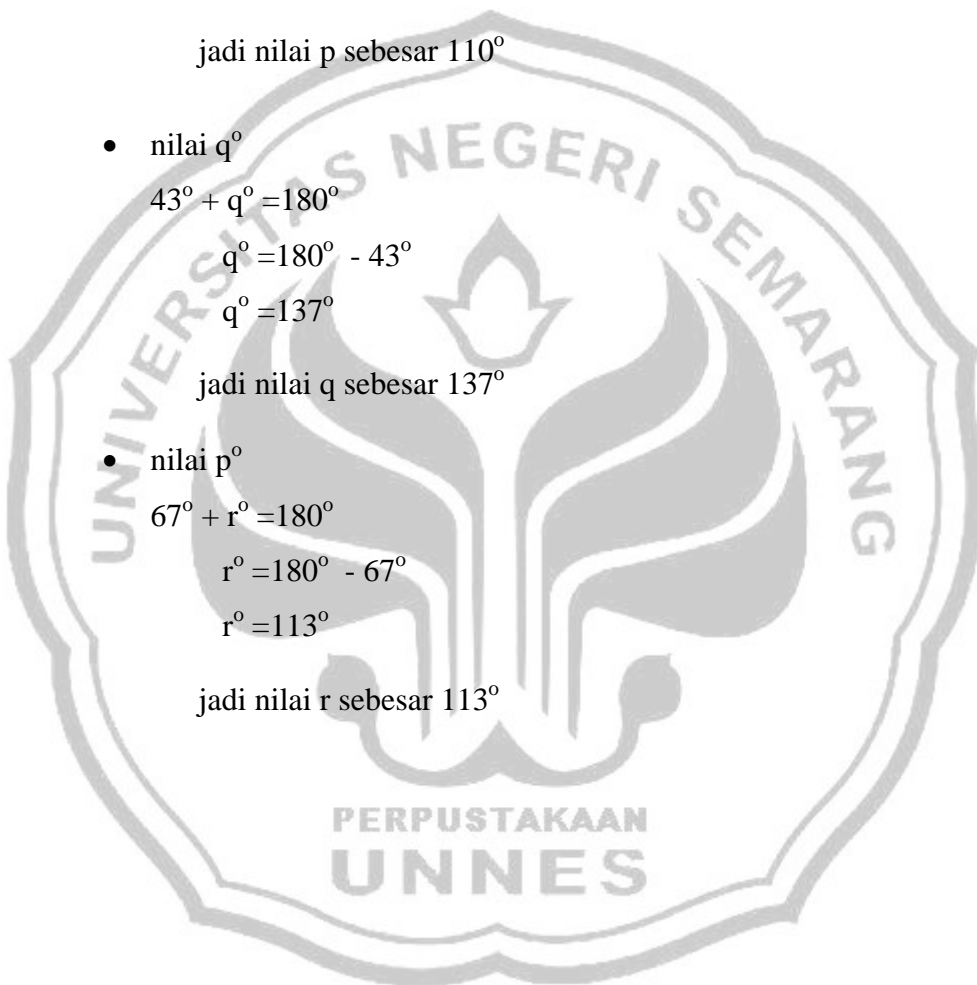 jadi nilai p sebesar 110°
• nilai q°
43° + q° =180°
q° =180° - 43°
q° =137°
jadi nilai q sebesar 137°
• nilai p°
67° + r° =180°
r° =180° - 67°
r° =113°
jadi nilai r sebesar 113°
UNIVERSITAS NEGERI SEMARANG
PERPUSTAKAAN
UNNES